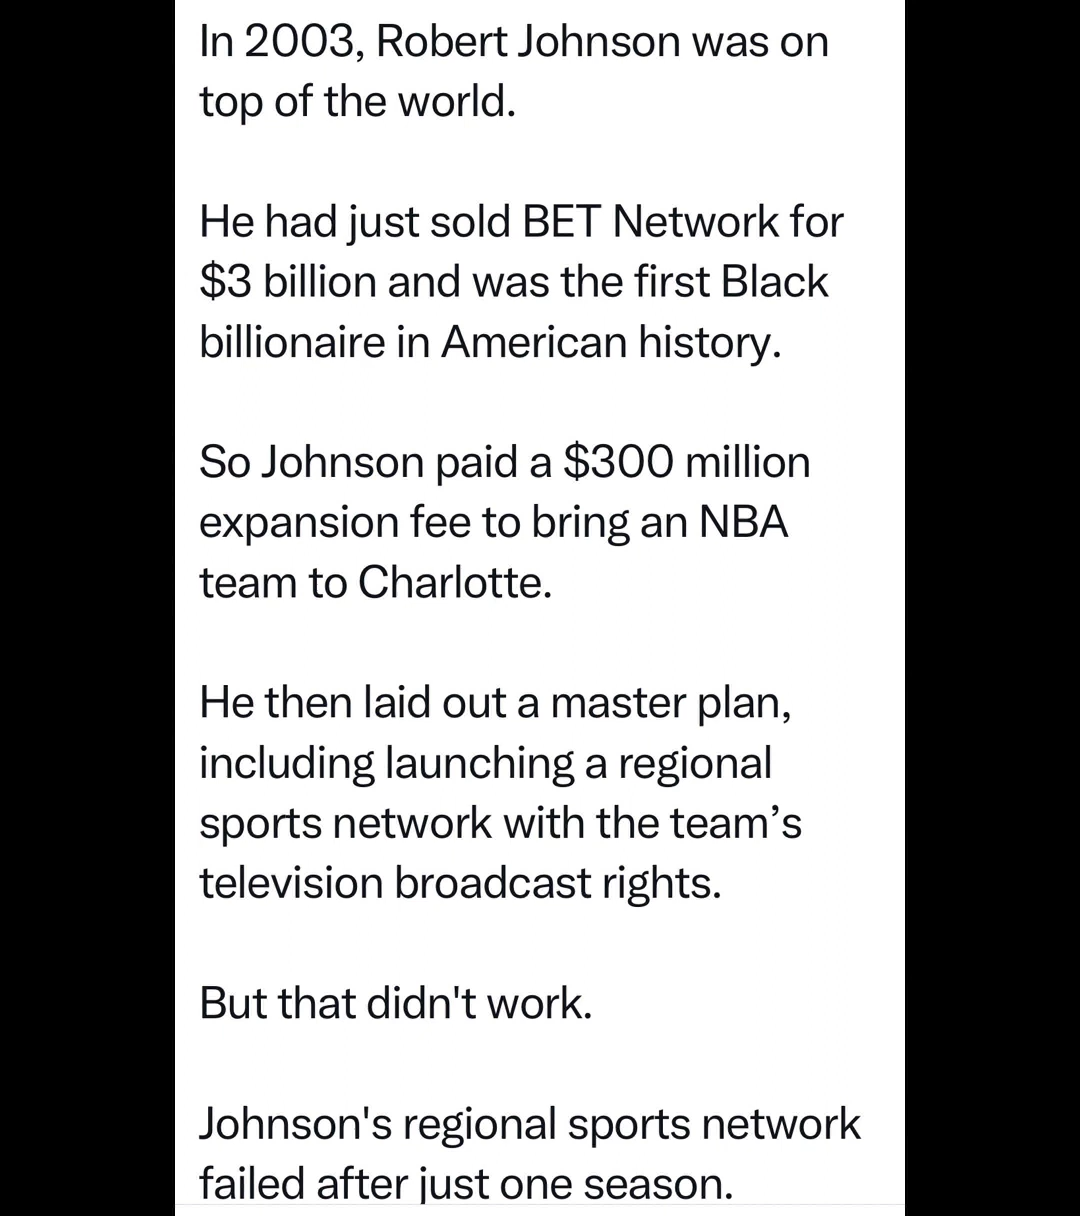 In 2003, Robert Johnson was on
top of the world.
He had just sold BET Network for
$3 billion and was the first Black
billionaire in American history.
So Johnson paid a $300 million
expansion fee to bring an NBA
team to Charlotte.
He then laid out a master plan,
including launching a regional
sports network with the team’s
television broadcast rights.
But that didn't work.
Johnson's regional sports network
failed after just one season.